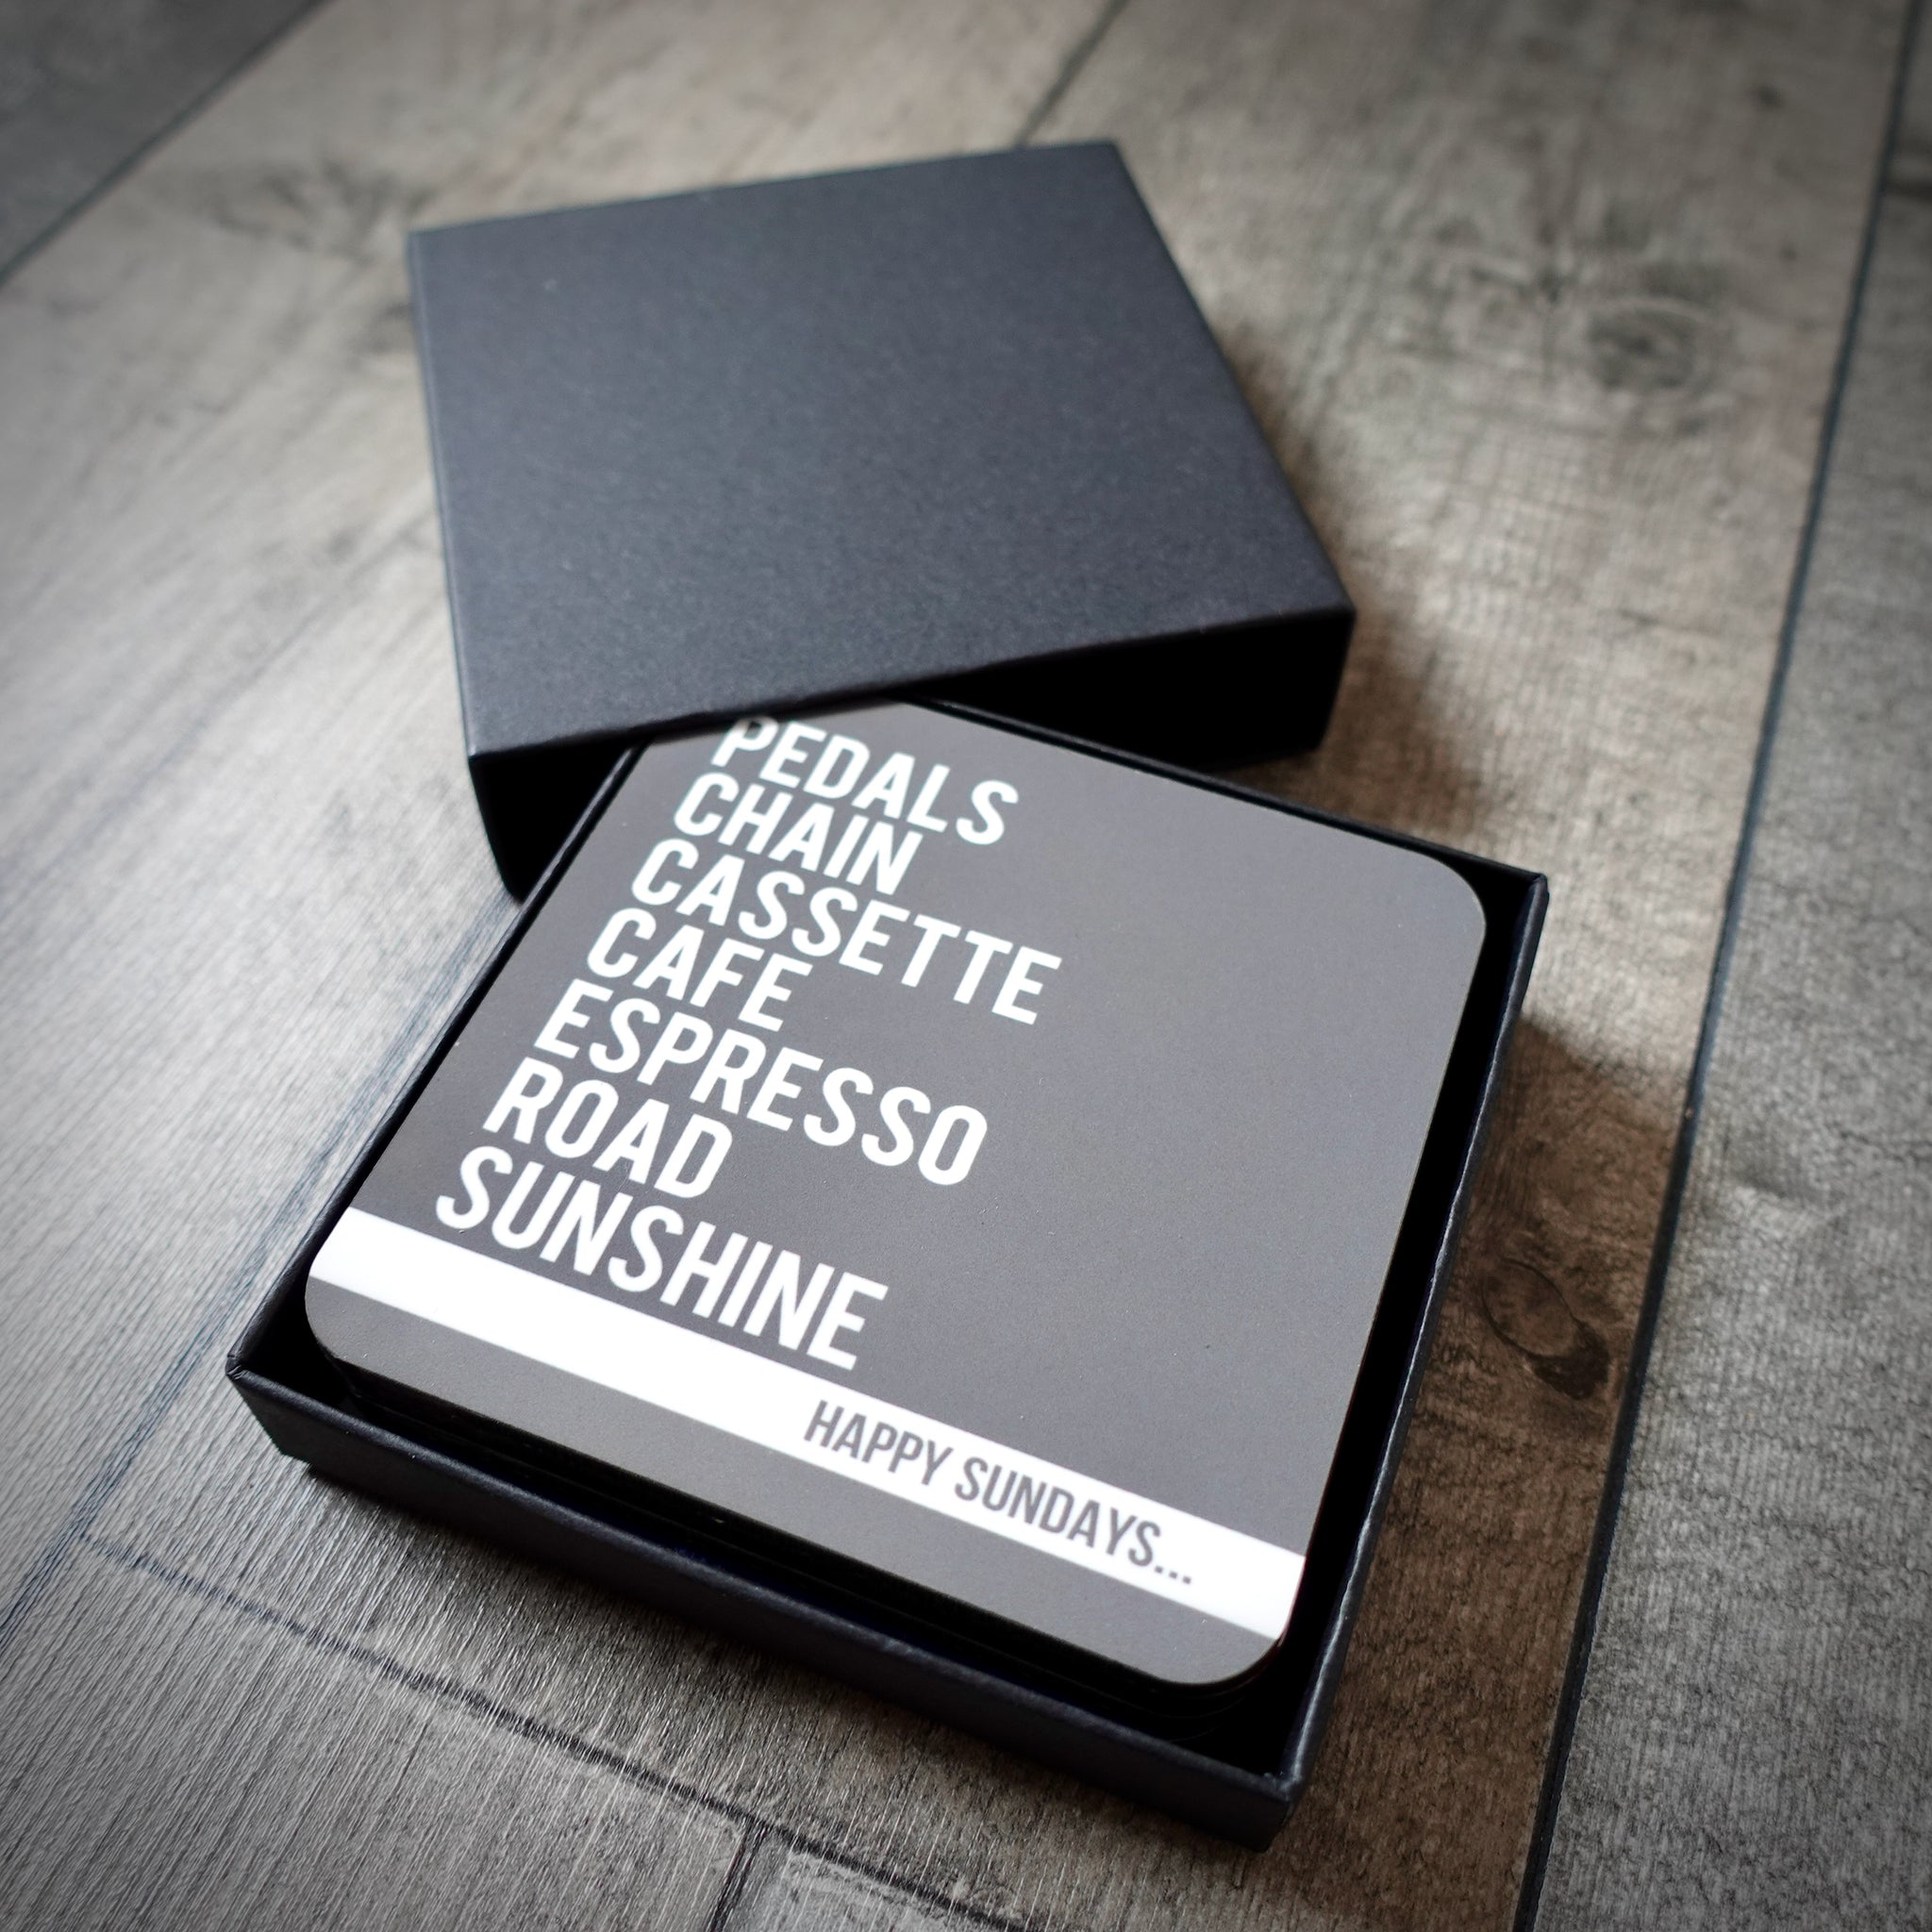 PEDALS
CHAIN
CASSETTE
CAFE
ESPRESSO
ROAD
SUNSHINE
HAPPY SUNDAYS...